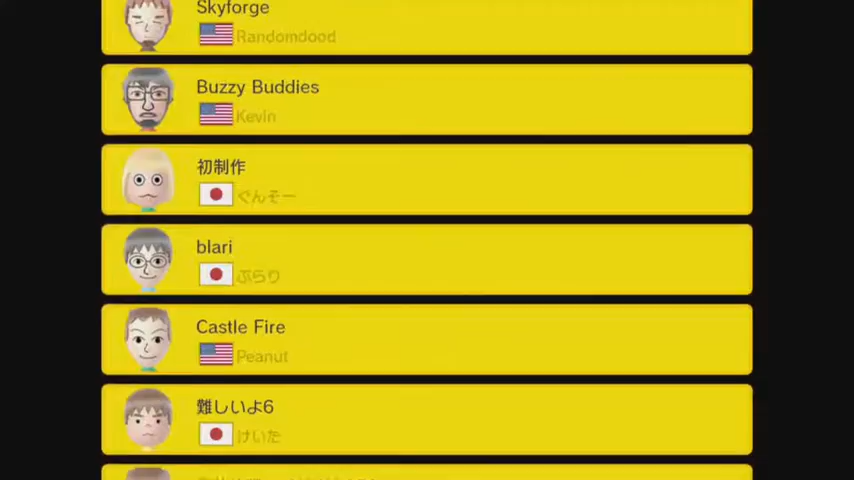 Skyforge
Randomdood
Buzzy Buddies
Kevin
初制作
ぐんそー
blari
ぶらり
Castle Fire
Peanut
難しいよ6
けいた